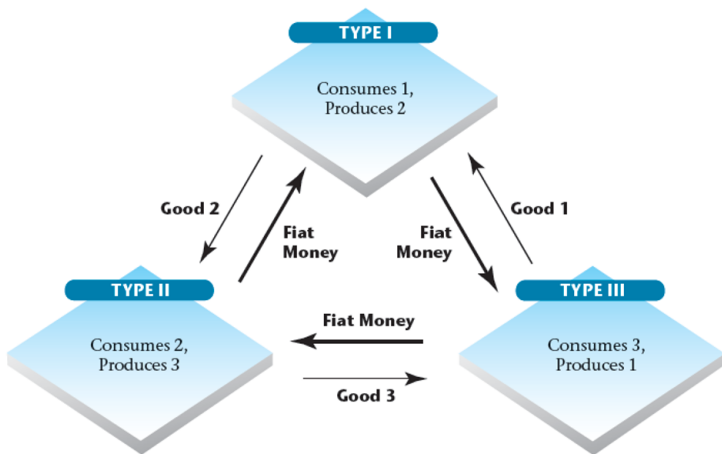 TYPE I
Consumes 1,
Produces 2
Good 2
Fiat
Money
Fiat
Money
Good 1
TYPE II
Consumes 2,
Produces 3
Fiat Money
Good 3
TYPE III
Consumes 3,
Produces 1